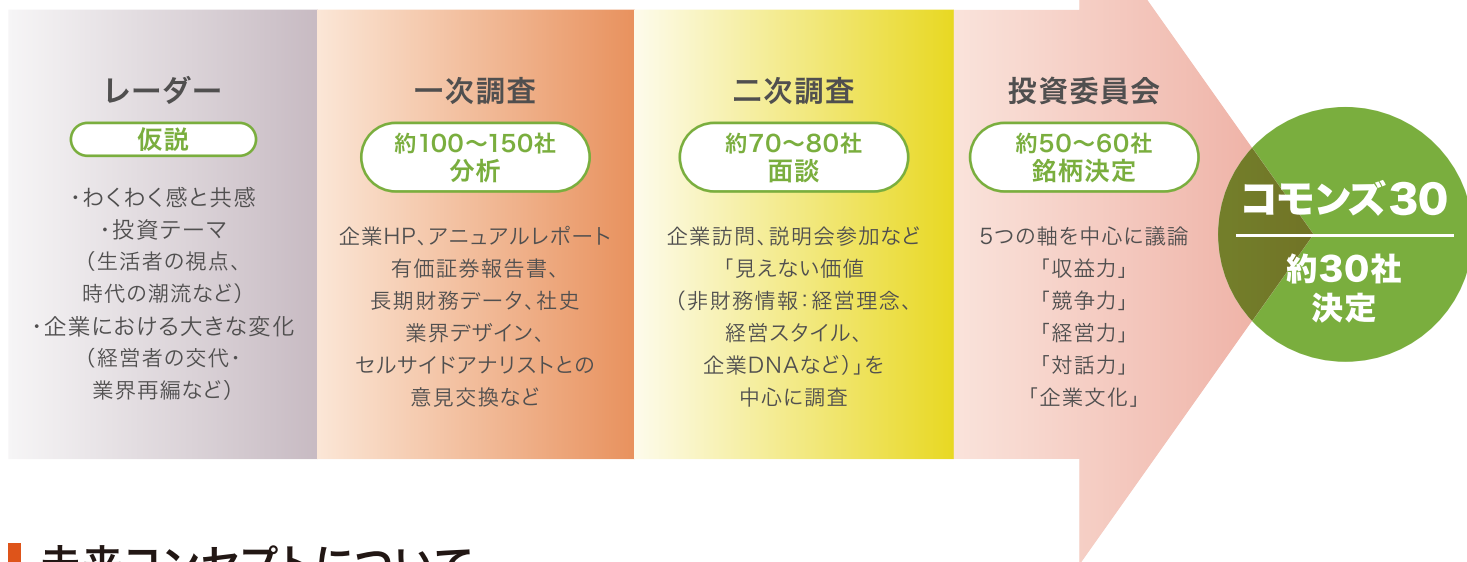 レーダー
仮説
・わくわく感と共感
・投資テーマ
（生活者の視点、
時代の潮流など）
・企業における大きな変化
（経営者の交代・
業界再編など）
一次調査
約100〜150社
分析
企業HP、アニュアルレポート
有価証券報告書、
長期財務データ、社史
業界デザイン、
セルサイドアナリストとの
意見交換など
二次調査
約70〜80社
面談
企業訪問、説明会参加など
「見えない価値
（非財務情報：経営理念、
経営スタイル、
企業DNAなど）」を
中心に調査
投資委員会
約50〜60社
銘柄決定
5つの軸を中心に議論
「収益力」
「競争力」
「経営力」
「対話力」
「企業文化」
コモンズ30
約30社
決定
未来コンセプトについて